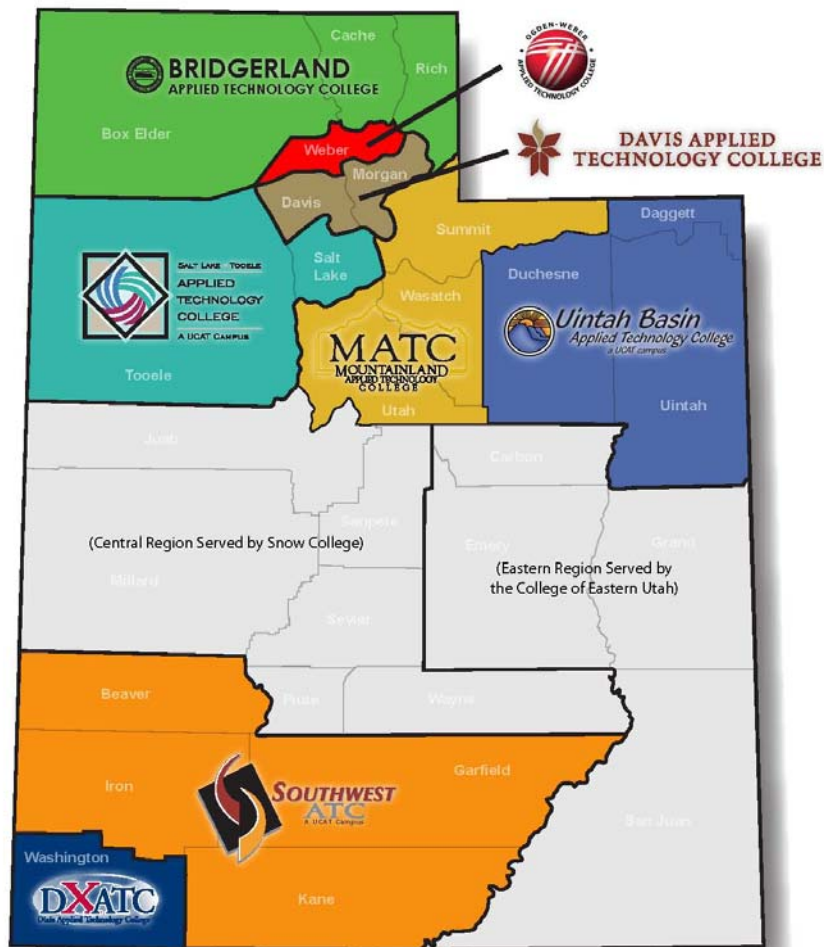 Cache
Rich
BRIDGERLAND
APPLIED TECHNOLOGY COLLEGE
Box Elder
OGDEN-WEBER
APPLIED TECHNOLOGY COLLEGE
Weber
Morgan
Davis
DAVIS APPLIED
TECHNOLOGY COLLEGE
Summit
Daggett
Salt
Lake
SALT LAKE - TOOELE
APPLIED
TECHNOLOGY
COLLEGE
A UCAT CAMPUS
Tooele
Wasatch
MATC
MOUNTAINLAND
APPLIED TECHNOLOGY
COLLEGE
Utah
Duchesne
Uintah Basin
Applied Technology College
a UCAT campus
Uintah
Juab
Carbon
Sanpete
(Central Region Served by Snow College)
Millard
Emery
Grand
(Eastern Region Served by
the College of Eastern Utah)
Sevier
Beaver
Piute
Wayne
Iron
Garfield
SOUTHWEST
ATC
A UCAT Campus
San Juan
Washington
DXATC
Dixie Applied Technology College
Kane